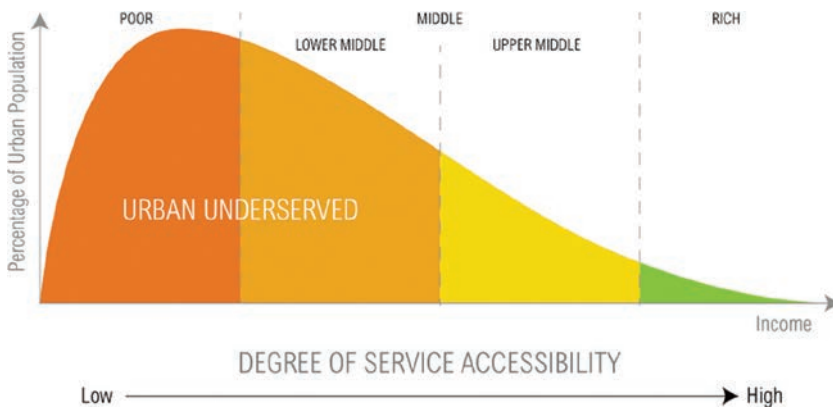 POOR
MIDDLE
RICH
LOWER MIDDLE
UPPER MIDDLE
Percentage of Urban Population
URBAN UNDERSERVED
Income
DEGREE OF SERVICE ACCESSIBILITY
Low
High